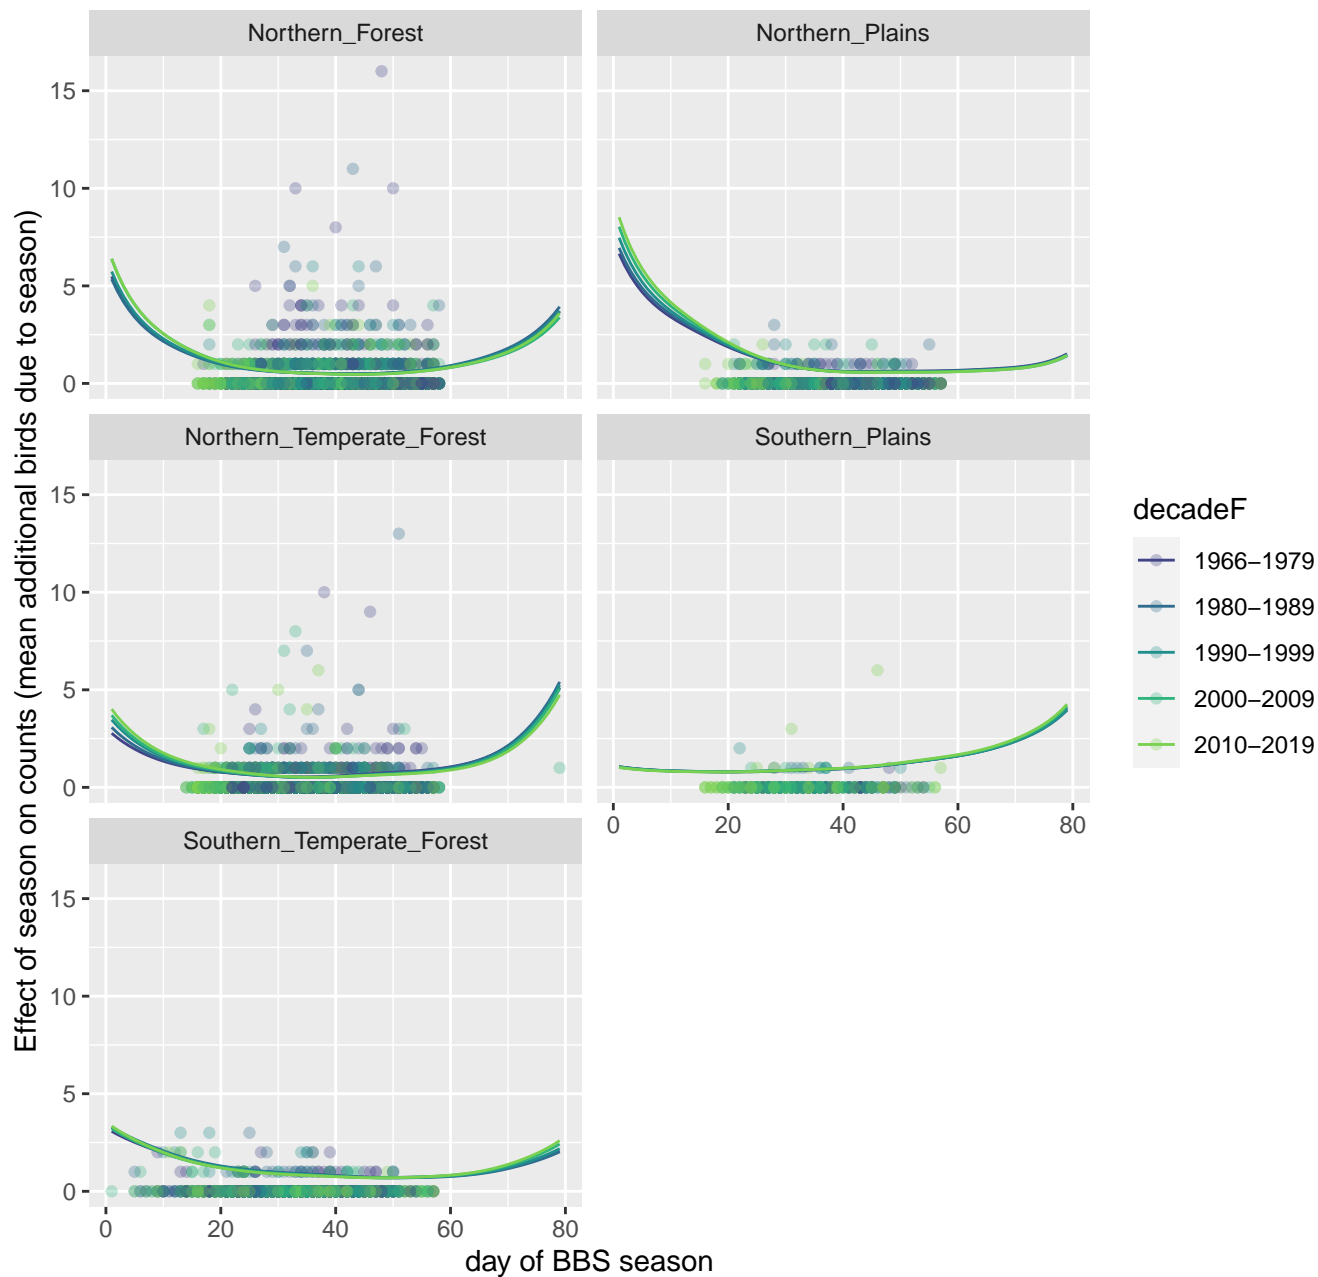 Northern_Forest
Northern_Plains
15
10
5
0
Northern_Temperate_Forest
Southern_Plains
15
10
5
0
0 20 40 60 80
Southern_Temperate_Forest
15
10
5
0
0 20 40 60 80
day of BBS season
Effect of season on counts (mean additional birds due to season)
decadeF
1966−1979
1980−1989
1990−1999
2000−2009
2010−2019